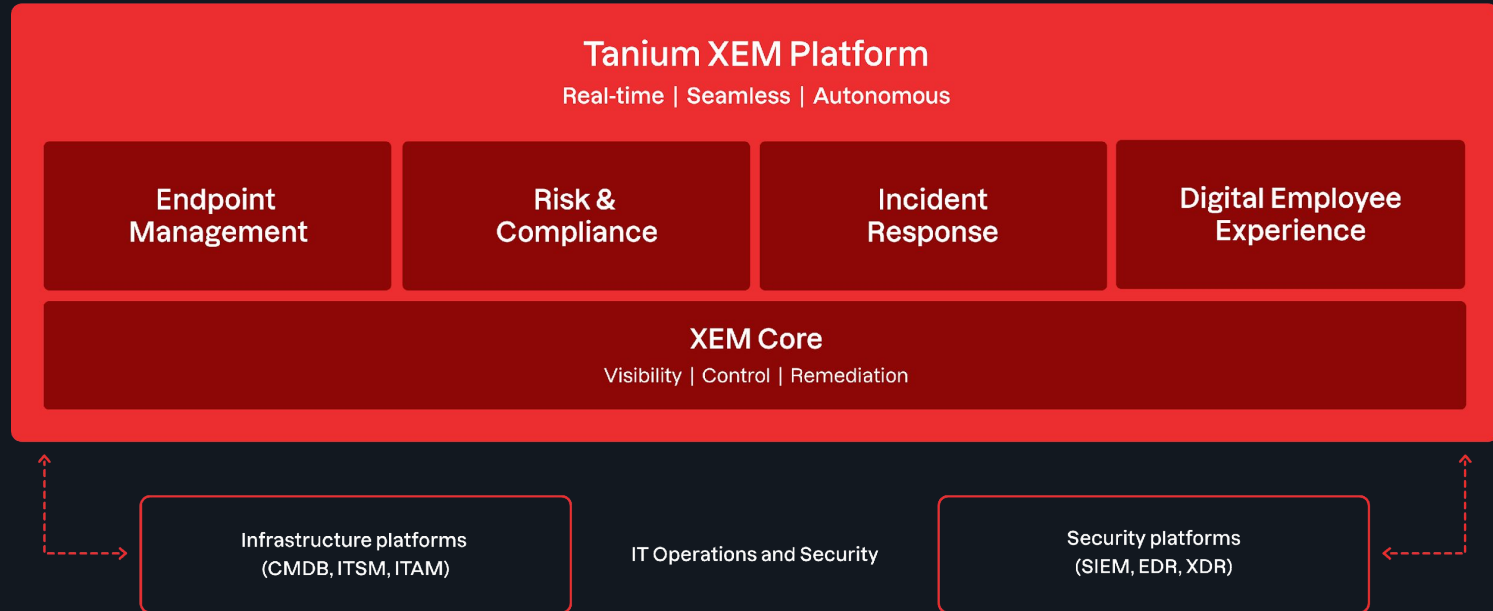 Tanium XEM Platform
Real-time | Seamless | Autonomous
Endpoint
Management
Risk &
Compliance
Incident
Response
Digital Employee
Experience
XEM Core
Visibility | Control | Remediation
Infrastructure platforms
(CMDB, ITSM, ITAM)
IT Operations and Security
Security platforms
(SIEM, EDR, XDR)